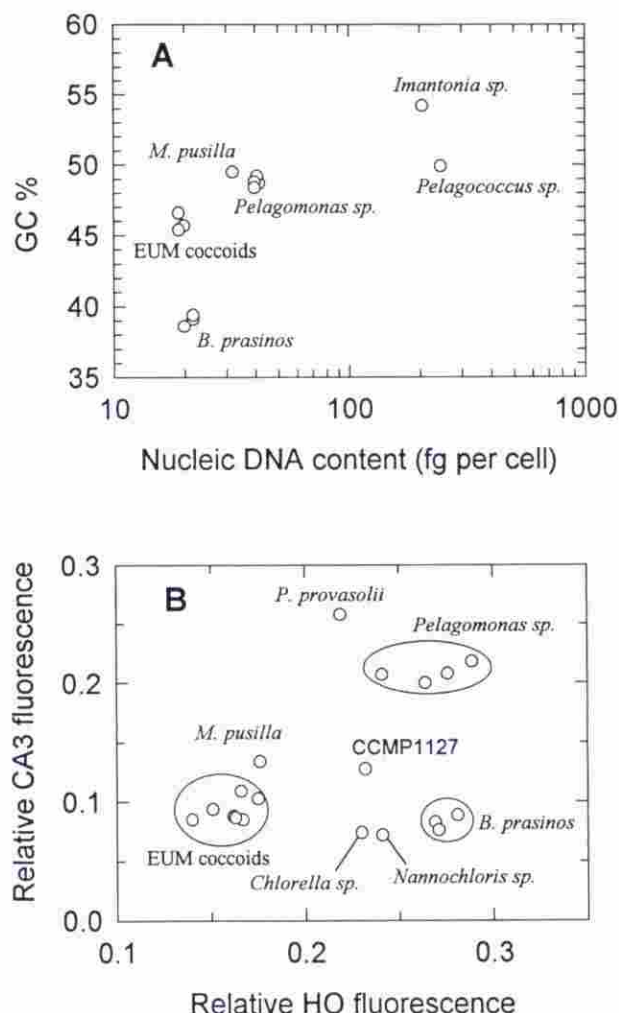 60
55
50
45
40
35
GC %
A
Imantonia sp.
M. pusilla
Pelagomonas sp.
Pelagococcus sp.
EUM coccoids
B. prasinos
10
100
1000
Nucleic DNA content (fg per cell)
0.3
0.2
0.1
0.0
Relative CA3 fluorescence
B
P. provasolii
Pelagomonas sp.
M. pusilla
CCMP1127
EUM coccoids
B. prasinos
Chlorella sp.
Nannochloris sp.
0.1
0.2
0.3
Relative HO fluorescence